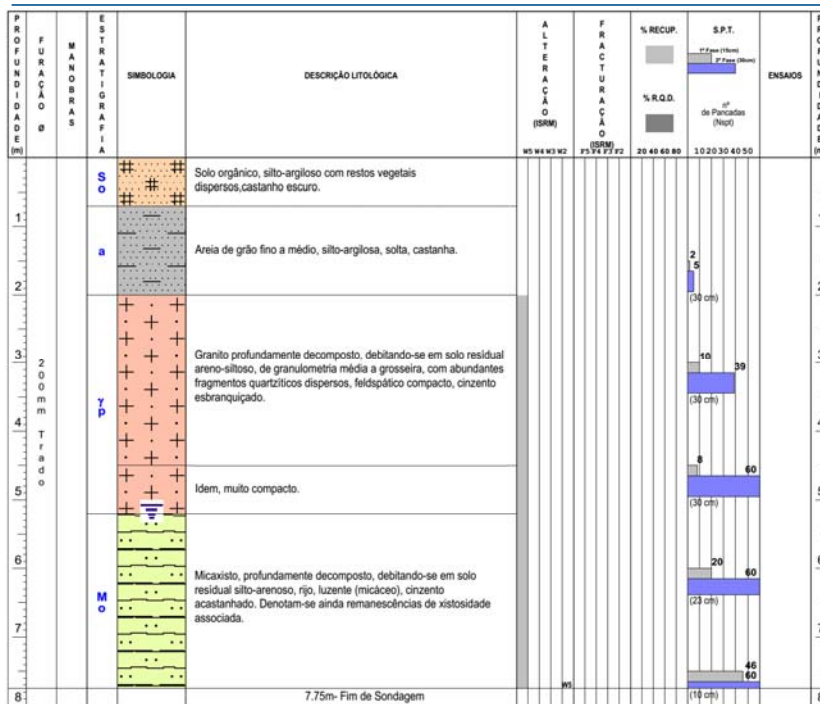 PROFUNDIDADE (m)
FURAÇÃO Ø
MANOBRAS
ESTRATIGRAFIA
SIMBOLOGIA
DESCRIÇÃO LITOLÓGICA
ALTERAÇÃO (ISRM)
W5 W4 W3 W2
FRACTURAÇÃO (ISRM)
F5 F4 F3 F2
% RECUP.
% R.Q.D.
20 40 60 80
S.P.T.
1ª Fase (15cm)
2ª Fase (30cm)
nº
de Pancadas
(Nspt)
10 20 30 40 50
ENSAIOS
So
Solo orgânico, silto-argiloso com restos vegetais
dispersos,castanho escuro.
1
a
Areia de grão fino a médio, silto-argilosa, solta, castanha.
2
5
(30 cm)
2
3
200mm Trado
γp
Granito profundamente decomposto, debitando-se em solo residual
areno-siltoso, de granulometria média a grosseira, com abundantes
fragmentos quartzíticos dispersos, feldspático compacto, cinzento
esbranquiçado.
10
39
(30 cm)
4
Idem, muito compacto.
8
60
(30 cm)
5
6
Mo
Micaxisto, profundamente decomposto, debitando-se em solo
residual silto-arenoso, rijo, luzente (micáceo), cinzento
acastanhado. Denotam-se ainda remanescências de xistosidade
associada.
20
60
(23 cm)
7
46
60
W5
(10 cm)
8
7.75m- Fim de Sondagem